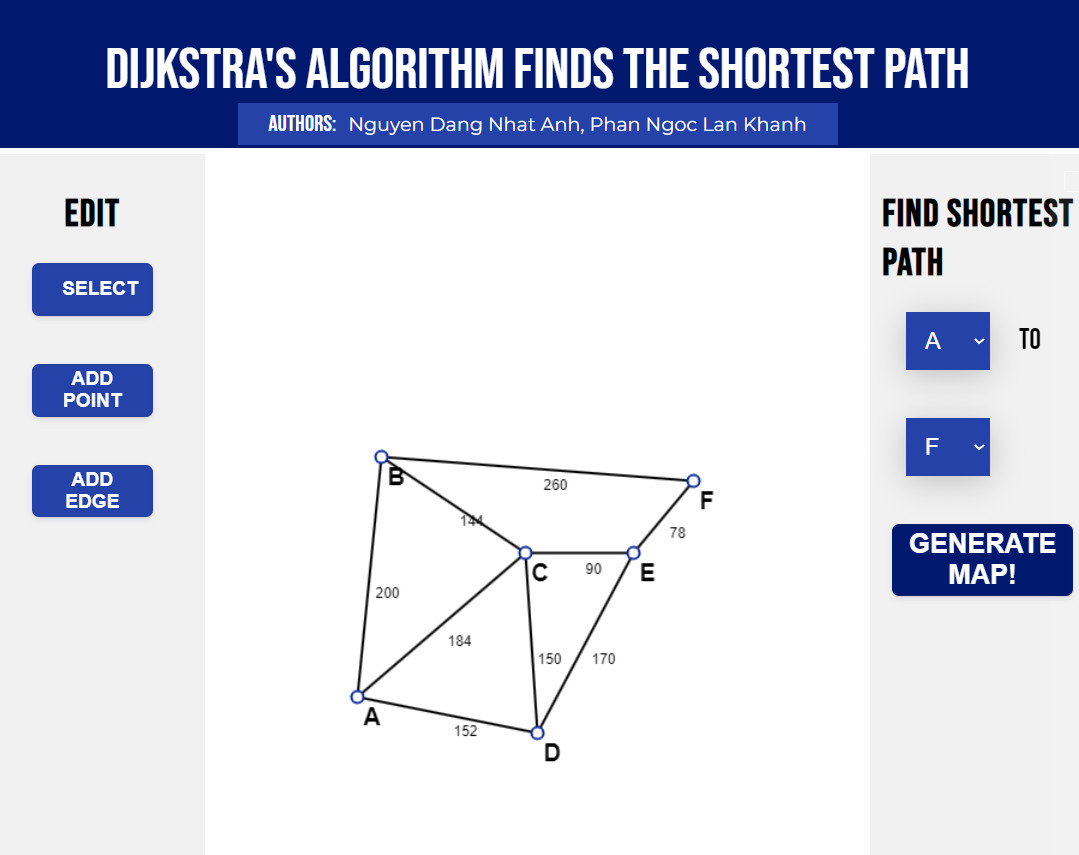 DIJKSTRA'S ALGORITHM FINDS THE SHORTEST PATH
AUTHORS: Nguyen Dang Nhat Anh, Phan Ngoc Lan Khanh
EDIT
SELECT
ADD
POINT
ADD
EDGE
B
260
F
144
78
C
90
E
200
184
150
170
A
152
D
FIND SHORTEST
PATH
A
TO
F
GENERATE
MAP!